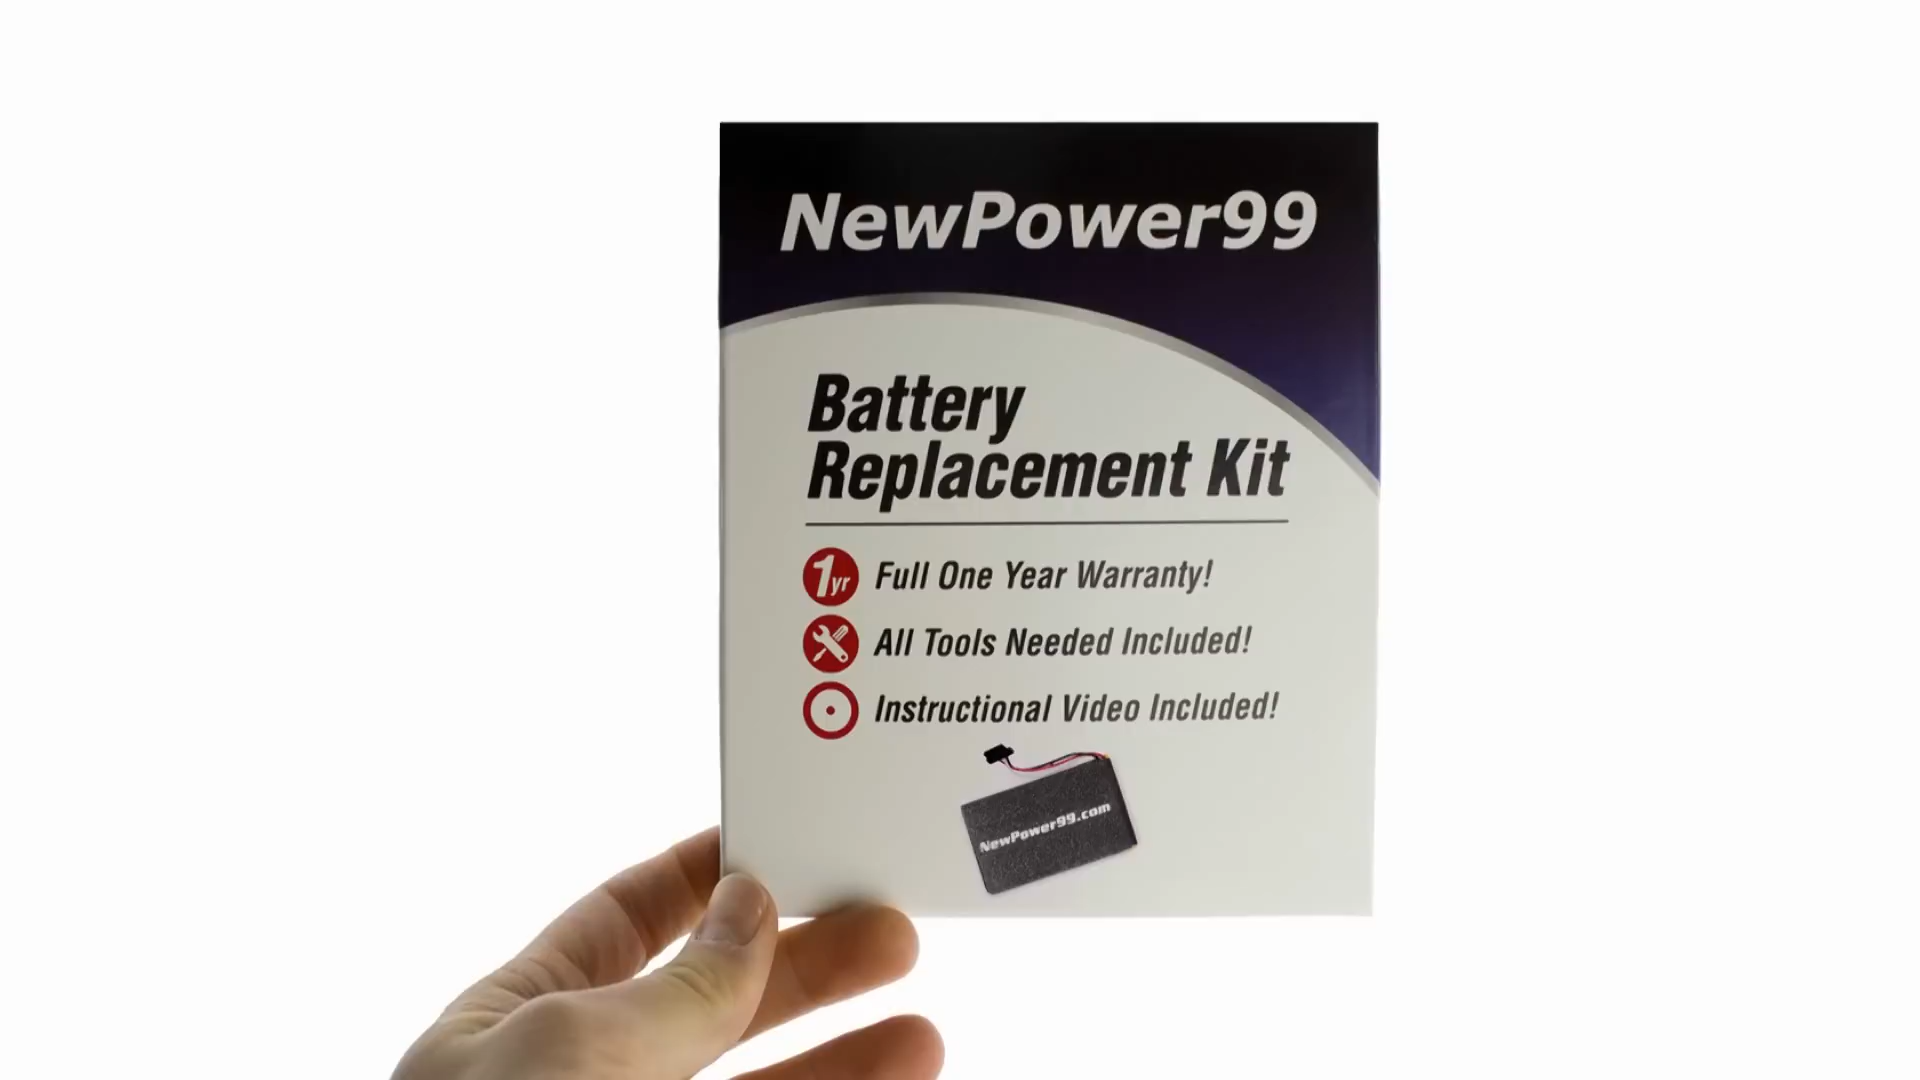 NewPower99
Battery
Replacement Kit
1yr Full One Year Warranty!
All Tools Needed Included!
Instructional Video Included!
NewPower99.com